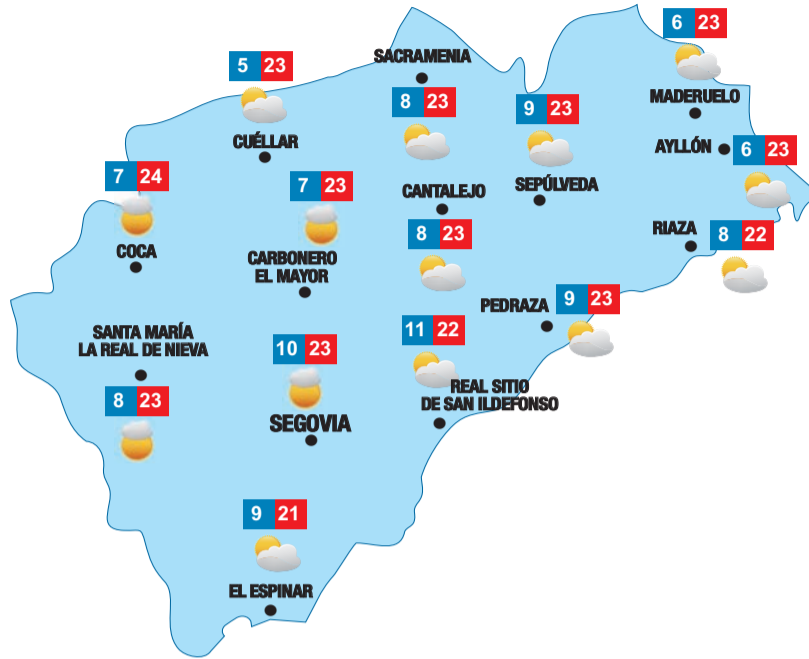 6 23
MADERUELO
5 23
CUÉLLAR
SACRAMENIA
8 23
9 23
SEPÚLVEDA
AYLLÓN
6 23
7 24
COCA
7 23
CARBONERO
EL MAYOR
CANTALEJO
8 23
RIAZA
8 22
PEDRAZA
9 23
SANTA MARÍA
LA REAL DE NIEVA
8 23
10 23
SEGOVIA
11 22
REAL SITIO
DE SAN ILDEFONSO
9 21
EL ESPINAR